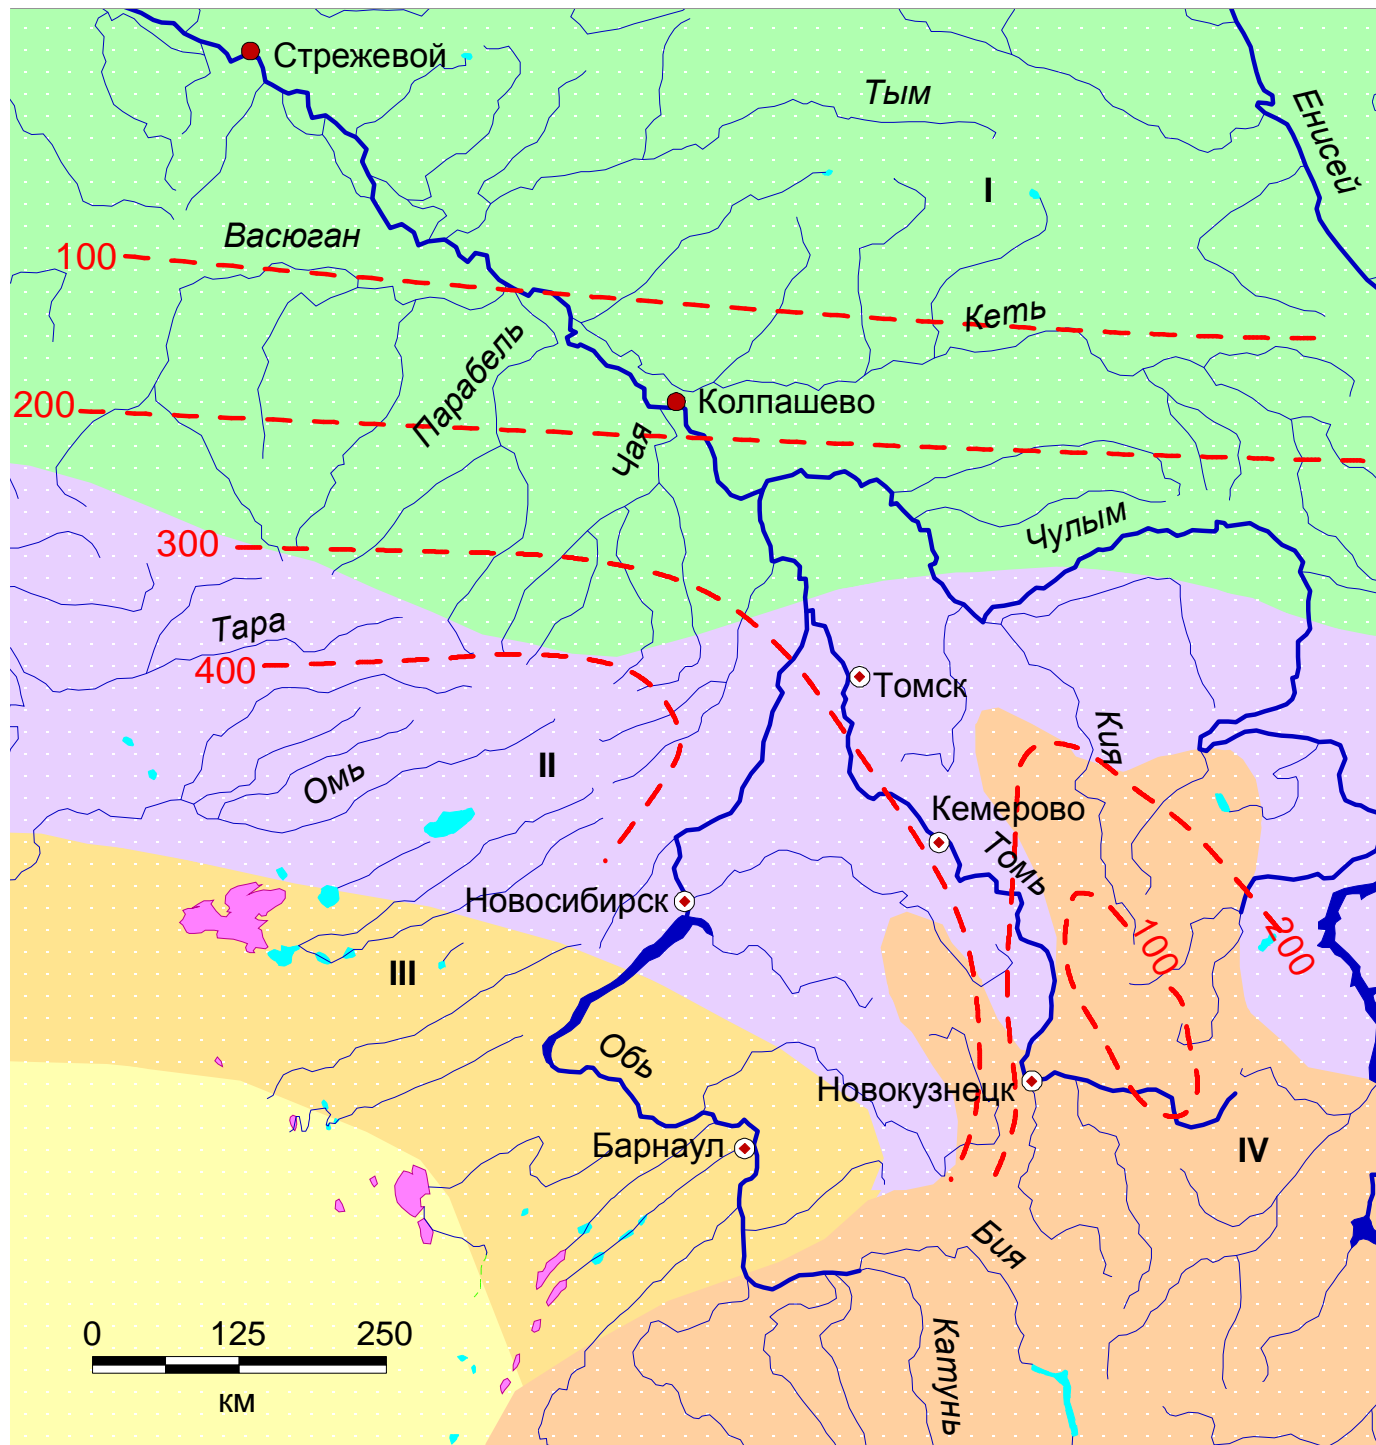 Стрежевой
Тым
Енисей
I
Васюган
100
Кеть
Парабель
200
Колпашево
Чая
Чулым
300
Тара
400
Томск
Кия
II
Омь
Кемерово
Томь
Новосибирск
100
200
III
Обь
Новокузнецк
Барнаул
IV
Бия
0 125 250
км
Катунь